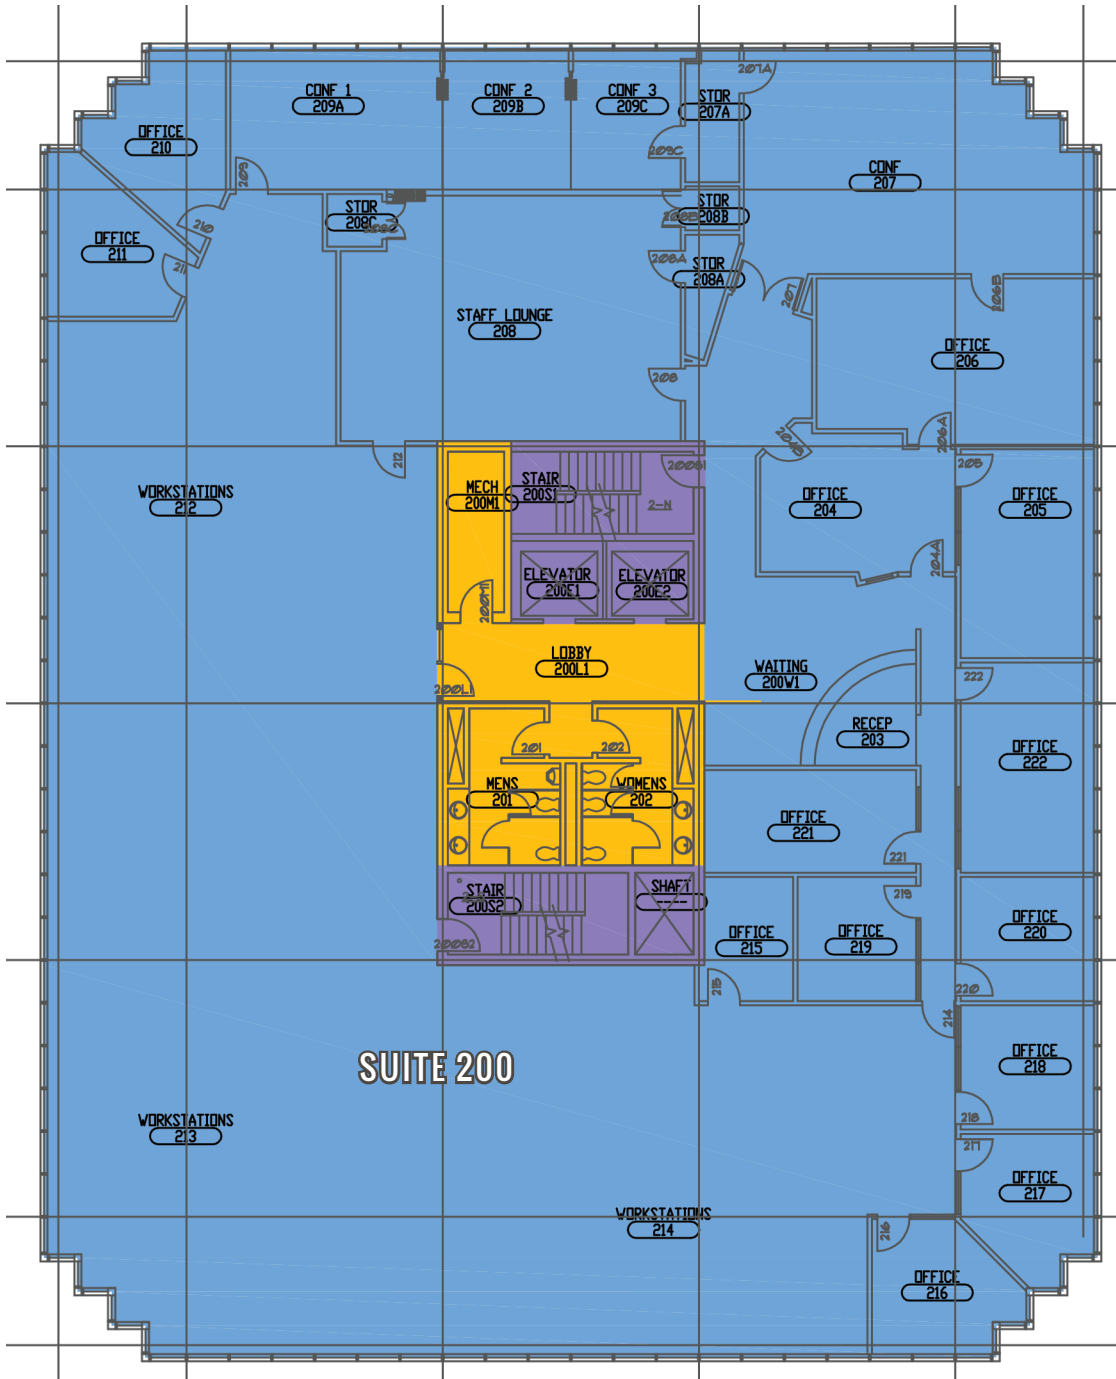 207A
CONF 1
209A
CONF 2
209B
CONF 3
209C
STOR
207A
OFFICE
210
209C
209
CONF
207
STOR
208C
208C
STOR
208B
208B
210
OFFICE
211
211
208A
STOR
208A
207
206B
STAFF LOUNGE
208
OFFICE
206
208
206A
204B
212
200S1
205
WORKSTATIONS
212
MECH
200M1
STAIR
200S1
2-N
OFFICE
204
OFFICE
205
204A
ELEVATOR
200E1
ELEVATOR
200E2
200M1
LOBBY
200L1
WAITING
200W1
222
200L1
RECEP
203
201
202
OFFICE
222
MENS
201
WOMENS
202
OFFICE
221
221
STAIR
200S2
SHAFT
----
219
OFFICE
215
OFFICE
219
OFFICE
220
200S2
215
220
214
SUITE 200
OFFICE
218
218
WORKSTATIONS
213
217
OFFICE
217
WORKSTATIONS
214
216
OFFICE
216